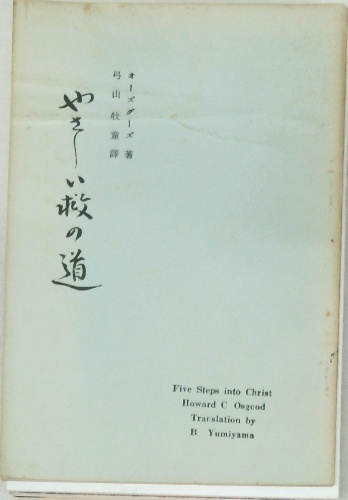 オーズグーズ 著
弓山牧童 譯
やさしい救の道
Five Steps into Christ
Howard C Osgood
Translation by
B. Yumiyama